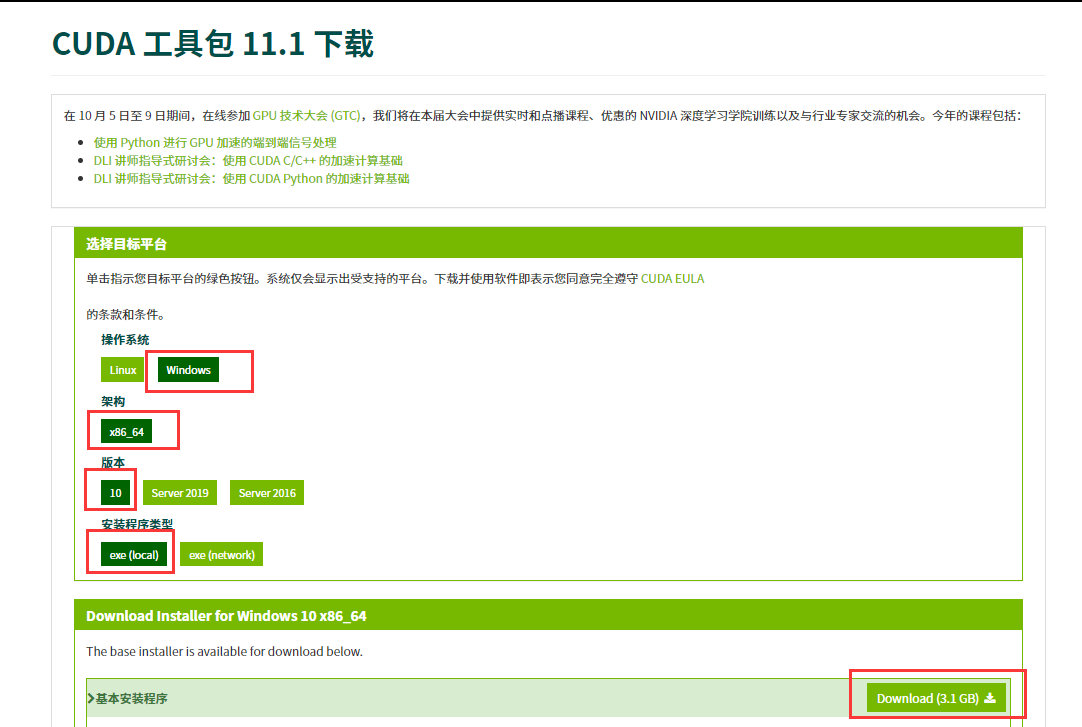 CUDA 工具包 11.1 下载
在 10 月 5 日至 9 日期间，在线参加 GPU 技术大会 (GTC)，我们将在本届大会中提供实时和点播课程、优惠的 NVIDIA 深度学习学院训练以及与行业专家交流的机会。今年的课程包括：
使用 Python 进行 GPU 加速的端到端信号处理
DLI 讲师指导式研讨会：使用 CUDA C/C++ 的加速计算基础
DLI 讲师指导式研讨会：使用 CUDA Python 的加速计算基础
选择目标平台
单击指示您目标平台的绿色按钮。系统仅会显示出受支持的平台。下载并使用软件即表示您同意完全遵守 CUDA EULA
的条款和条件。
操作系统
Linux Windows
架构
x86_64
版本
10 Server 2019 Server 2016
安装程序类型
exe (local) exe (network)
Download Installer for Windows 10 x86_64
The base installer is available for download below.
基本安装程序 Download (3.1 GB)